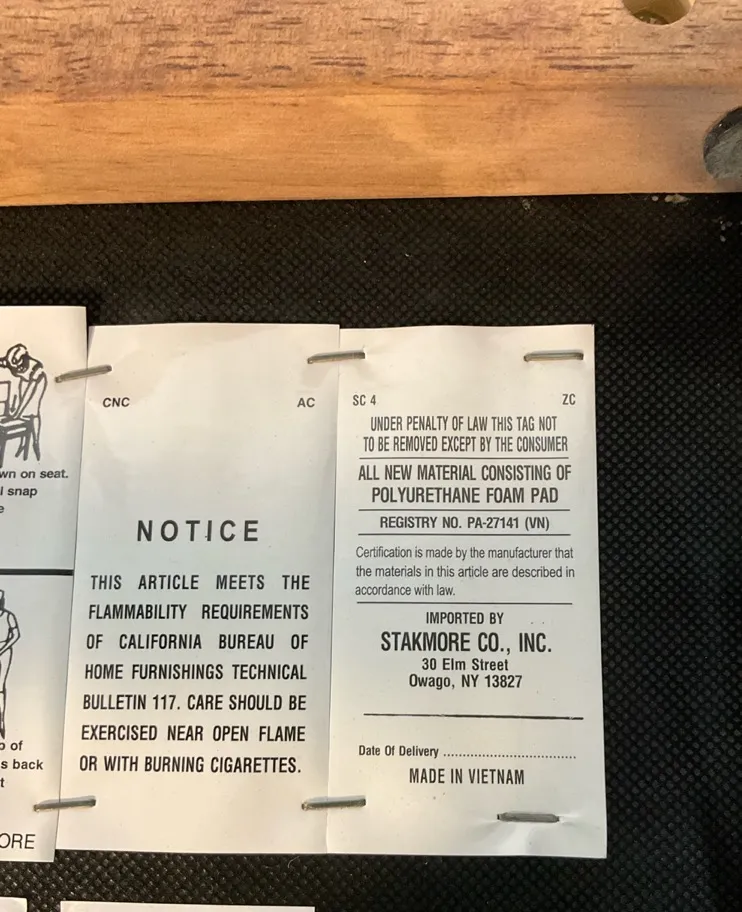 wn on seat.
l snap
e
p of
s back
t
ORE
CNC AC
NOTICE
THIS ARTICLE MEETS THE
FLAMMABILITY REQUIREMENTS
OF CALIFORNIA BUREAU OF
HOME FURNISHINGS TECHNICAL
BULLETIN 117. CARE SHOULD BE
EXERCISED NEAR OPEN FLAME
OR WITH BURNING CIGARETTES.
SC 4 ZC
UNDER PENALTY OF LAW THIS TAG NOT
TO BE REMOVED EXCEPT BY THE CONSUMER
ALL NEW MATERIAL CONSISTING OF
POLYURETHANE FOAM PAD
REGISTRY NO. PA-27141 (VN)
Certification is made by the manufacturer that
the materials in this article are described in
accordance with law.
IMPORTED BY
STAKMORE CO., INC.
30 Elm Street
Owago, NY 13827
Date Of Delivery ................................
MADE IN VIETNAM